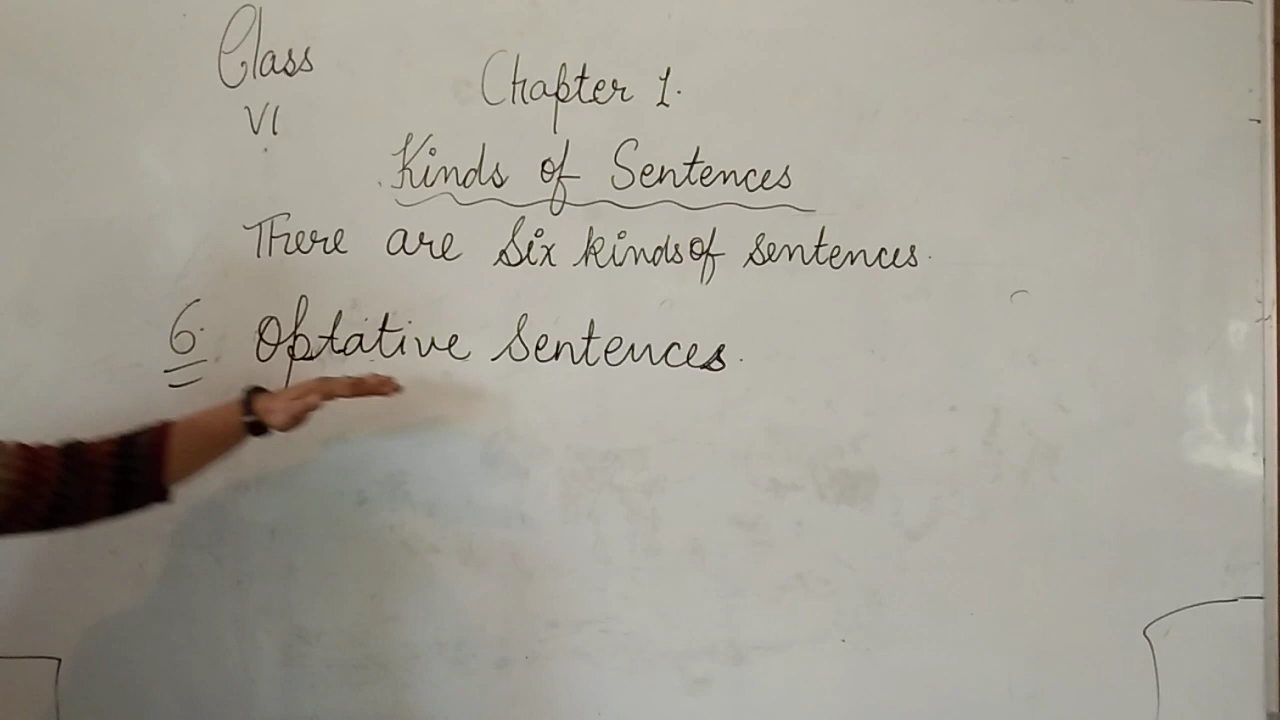 Class
VI
Chapter 1.
Kinds of Sentences
There are Six kinds of sentences.
6. Optative Sentences.